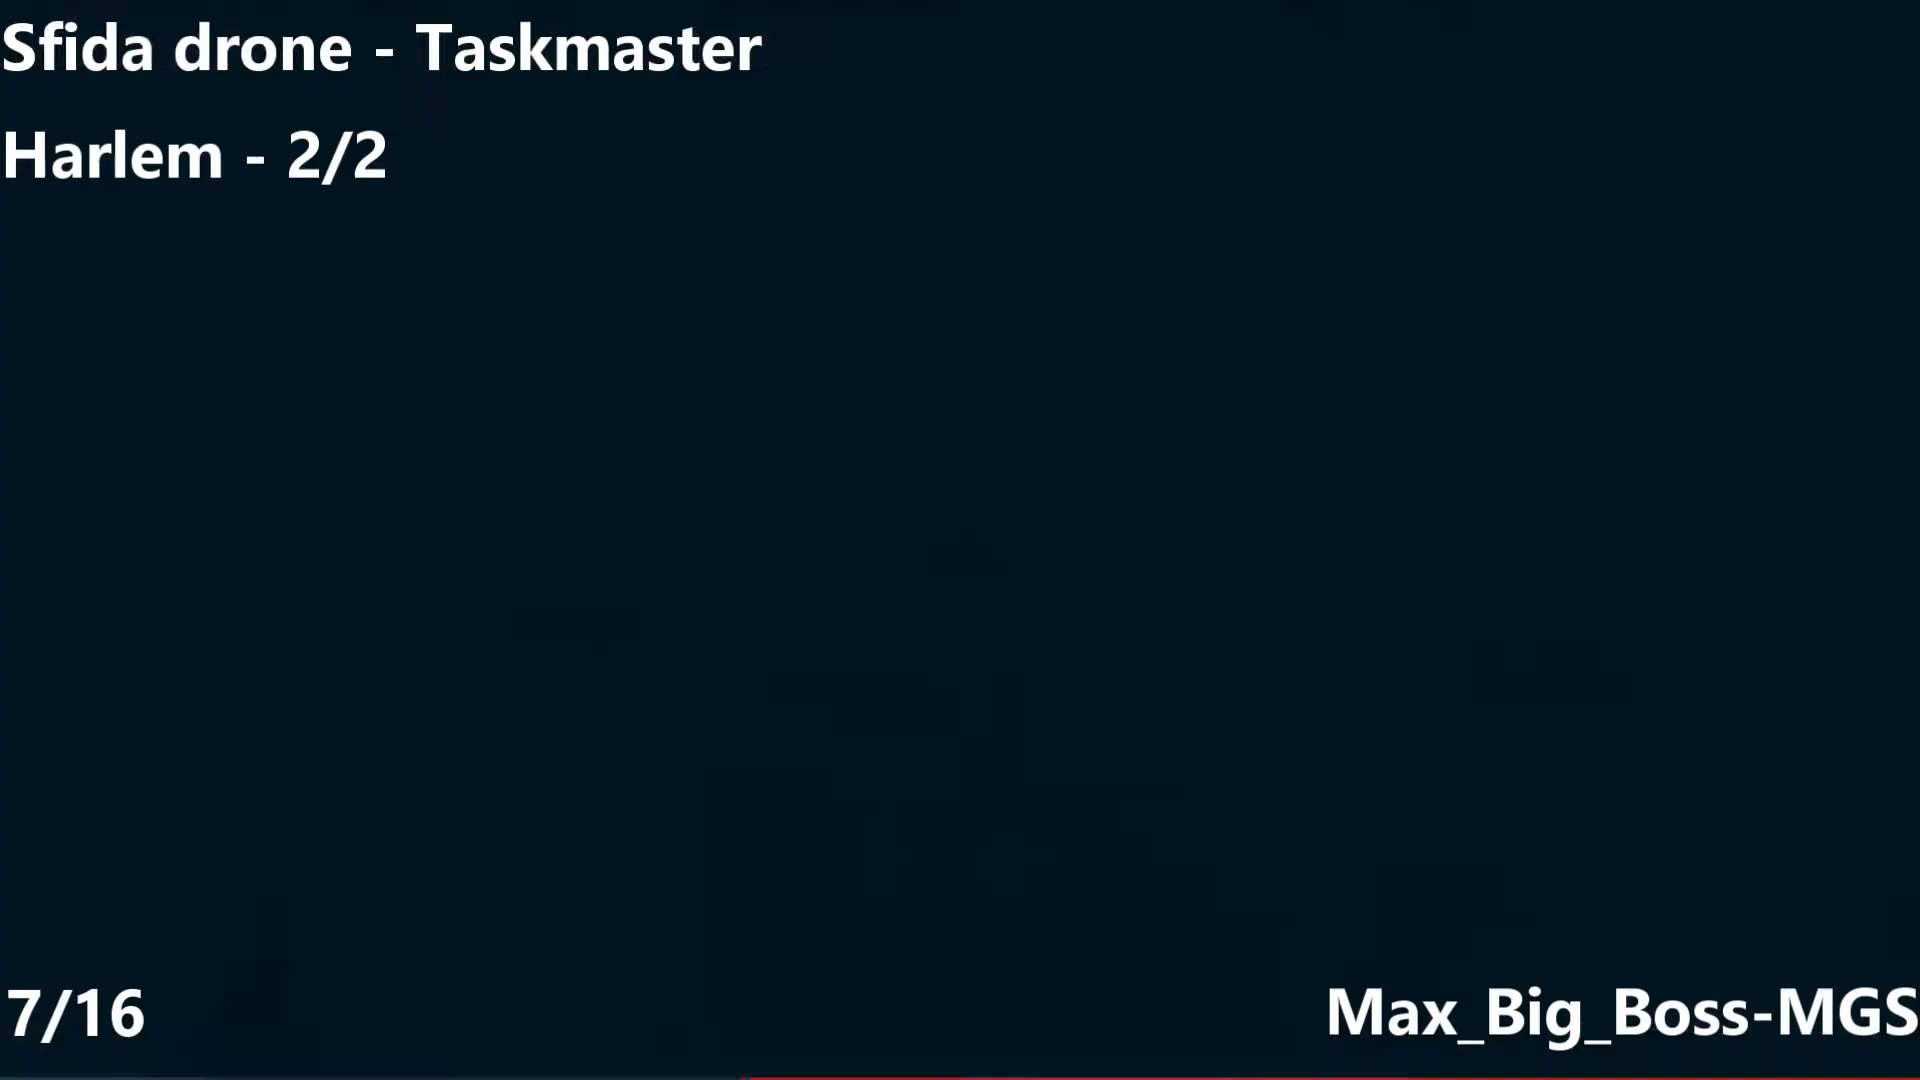 Sfida drone - Taskmaster
Harlem - 2/2
7/16
Max_Big_Boss-MGS